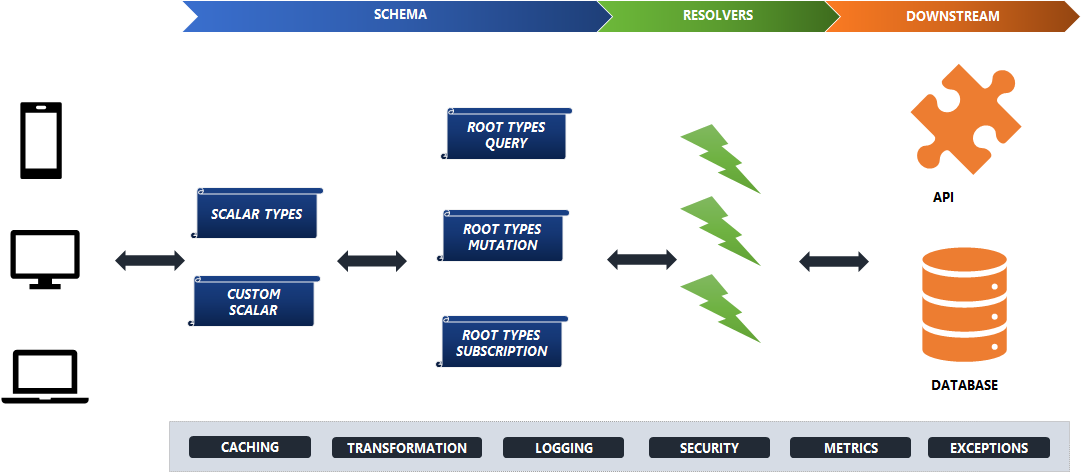 SCHEMA
RESOLVERS
DOWNSTREAM
ROOT TYPES
QUERY
SCALAR TYPES
ROOT TYPES
MUTATION
CUSTOM
SCALAR
ROOT TYPES
SUBSCRIPTION
API
DATABASE
CACHING
TRANSFORMATION
LOGGING
SECURITY
METRICS
EXCEPTIONS